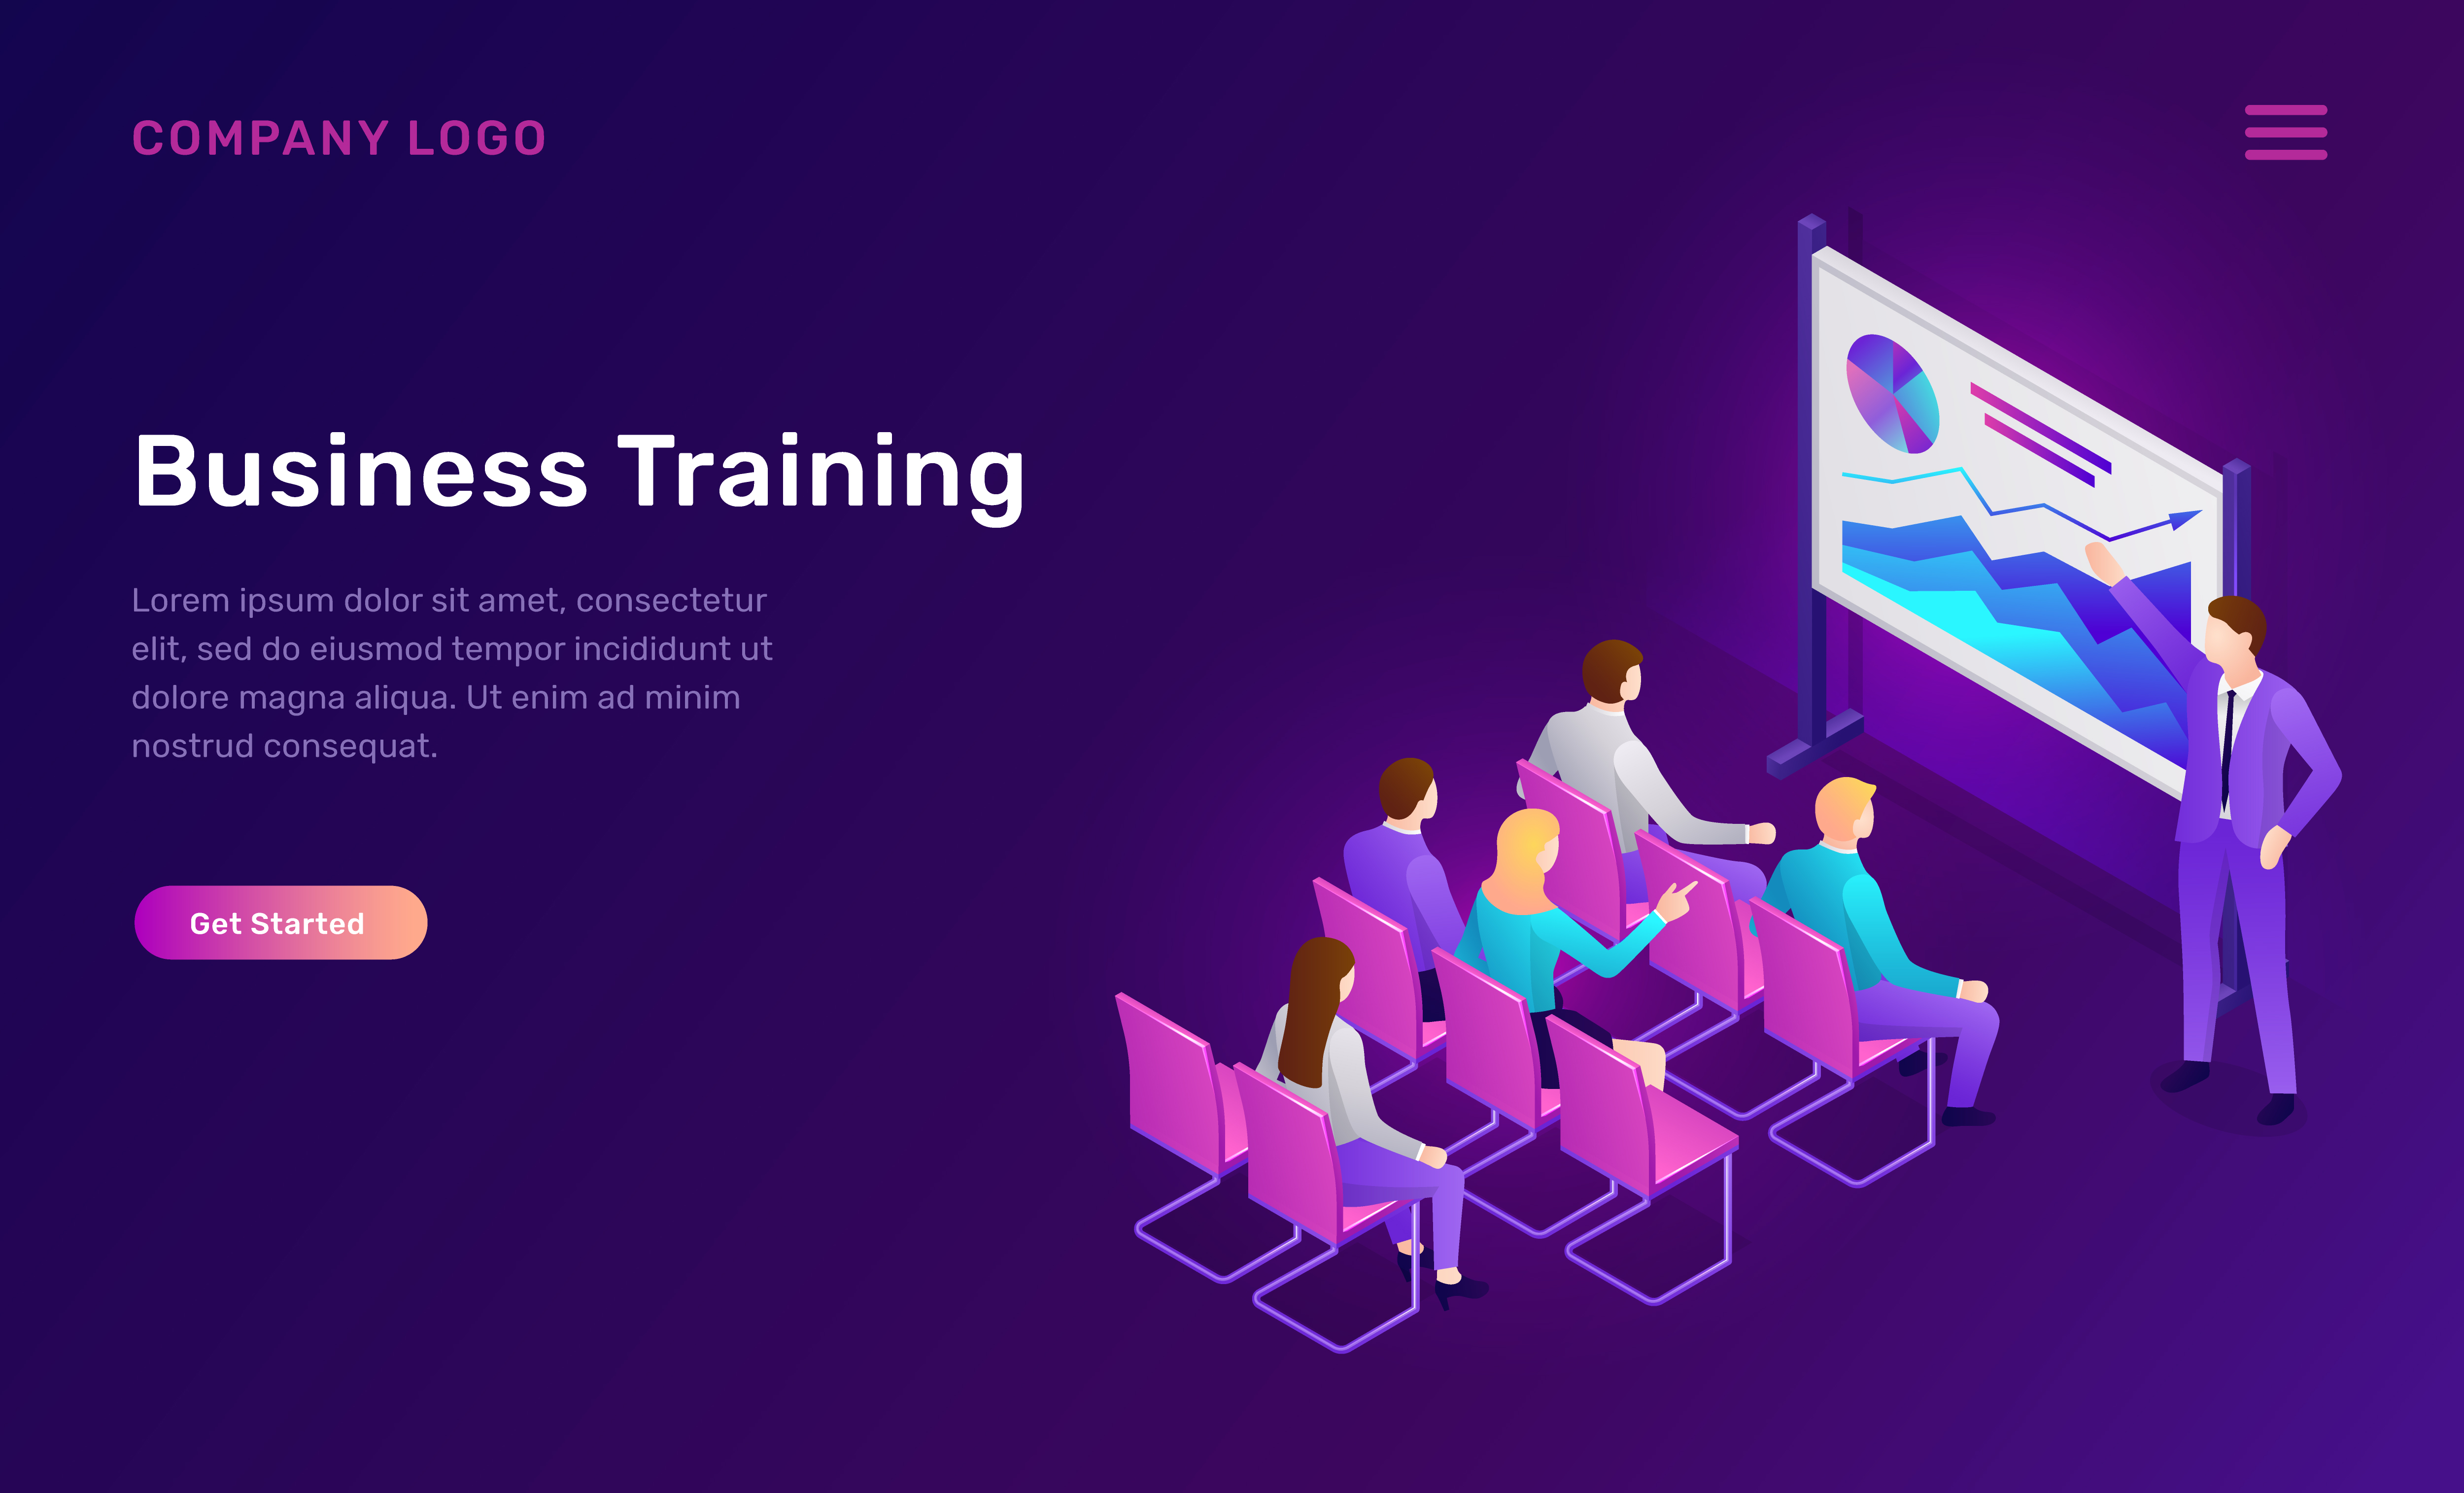 COMPANY LOGO
Business Training
Lorem ipsum dolor sit amet, consectetur
elit, sed do eiusmod tempor incididunt ut
dolore magna aliqua. Ut enim ad minim
nostrud consequat.
Get Started